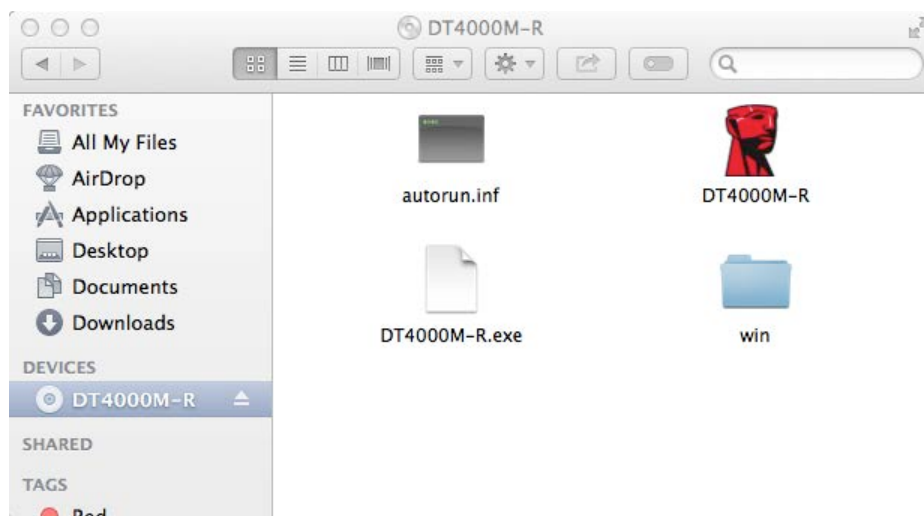 DT4000M-R
FAVORITES
All My Files
AirDrop
Applications
Desktop
Documents
Downloads
DEVICES
DT4000M-R
SHARED
TAGS
Red
autorun.inf
DT4000M-R
DT4000M-R.exe
win